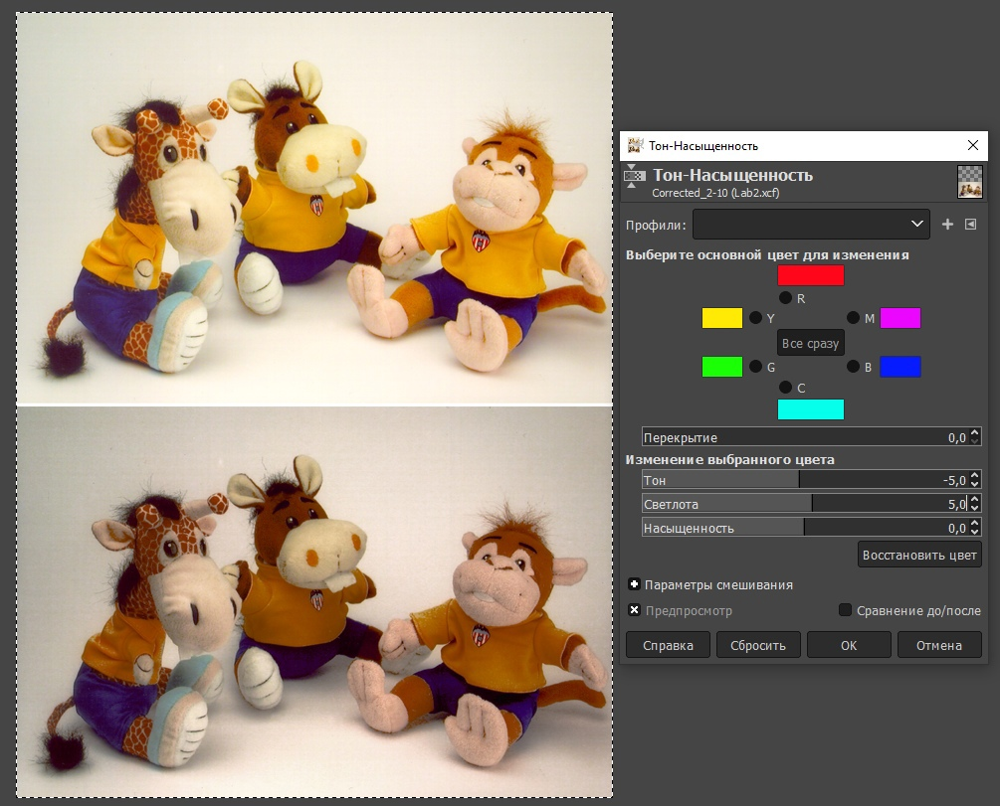 Тон-Насыщенность
Тон-Насыщенность
Corrected_2-10 (Lab2.xcf)
Профили:
Выберите основной цвет для изменения
R
Y
M
Все сразу
G
B
C
Перекрытие 0,0
Изменение выбранного цвета
Тон -5,0
Светлота 5,0
Насыщенность 0,0
Восстановить цвет
Параметры смешивания
Предпросмотр
Сравнение до/после
Справка
Сбросить
OK
Отмена